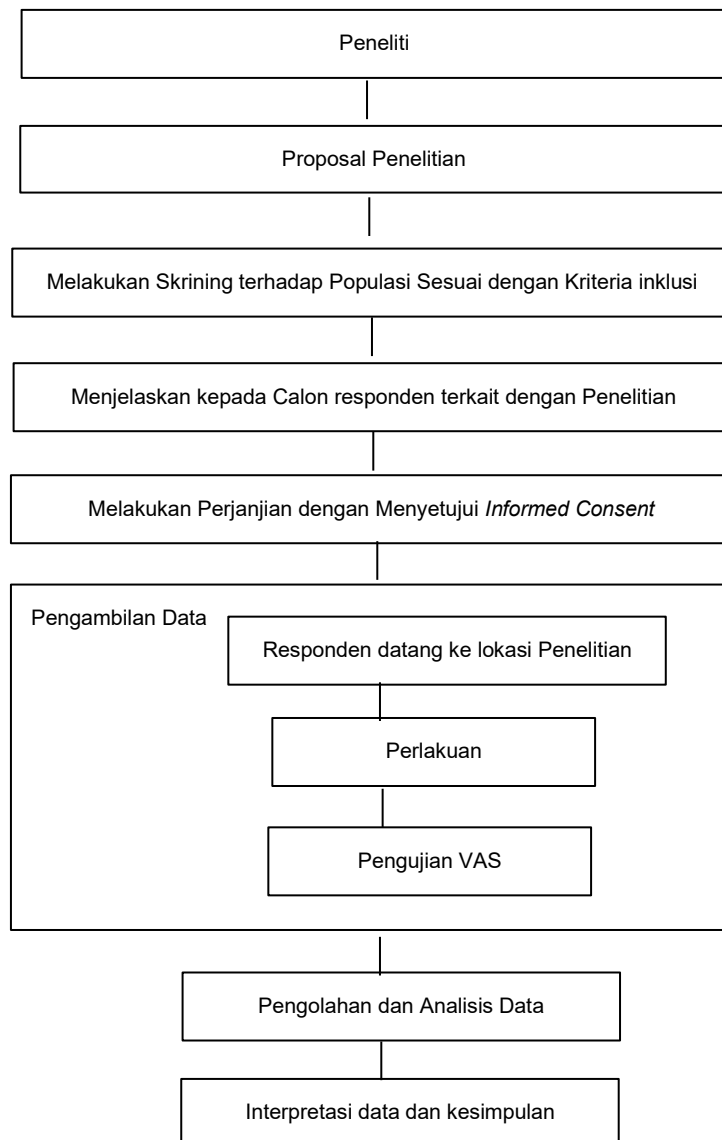 Peneliti
Proposal Penelitian
Melakukan Skrining terhadap Populasi Sesuai dengan Kriteria inklusi
Menjelaskan kepada Calon responden terkait dengan Penelitian
Melakukan Perjanjian dengan Menyetujui Informed Consent
Pengambilan Data
Responden datang ke lokasi Penelitian
Perlakuan
Pengujian VAS
Pengolahan dan Analisis Data
Interpretasi data dan kesimpulan